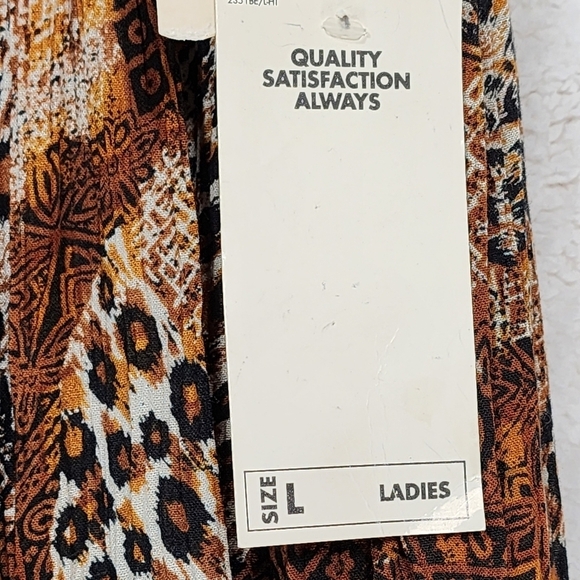 QUALITY
SATISFACTION
ALWAYS
SIZE L LADIES